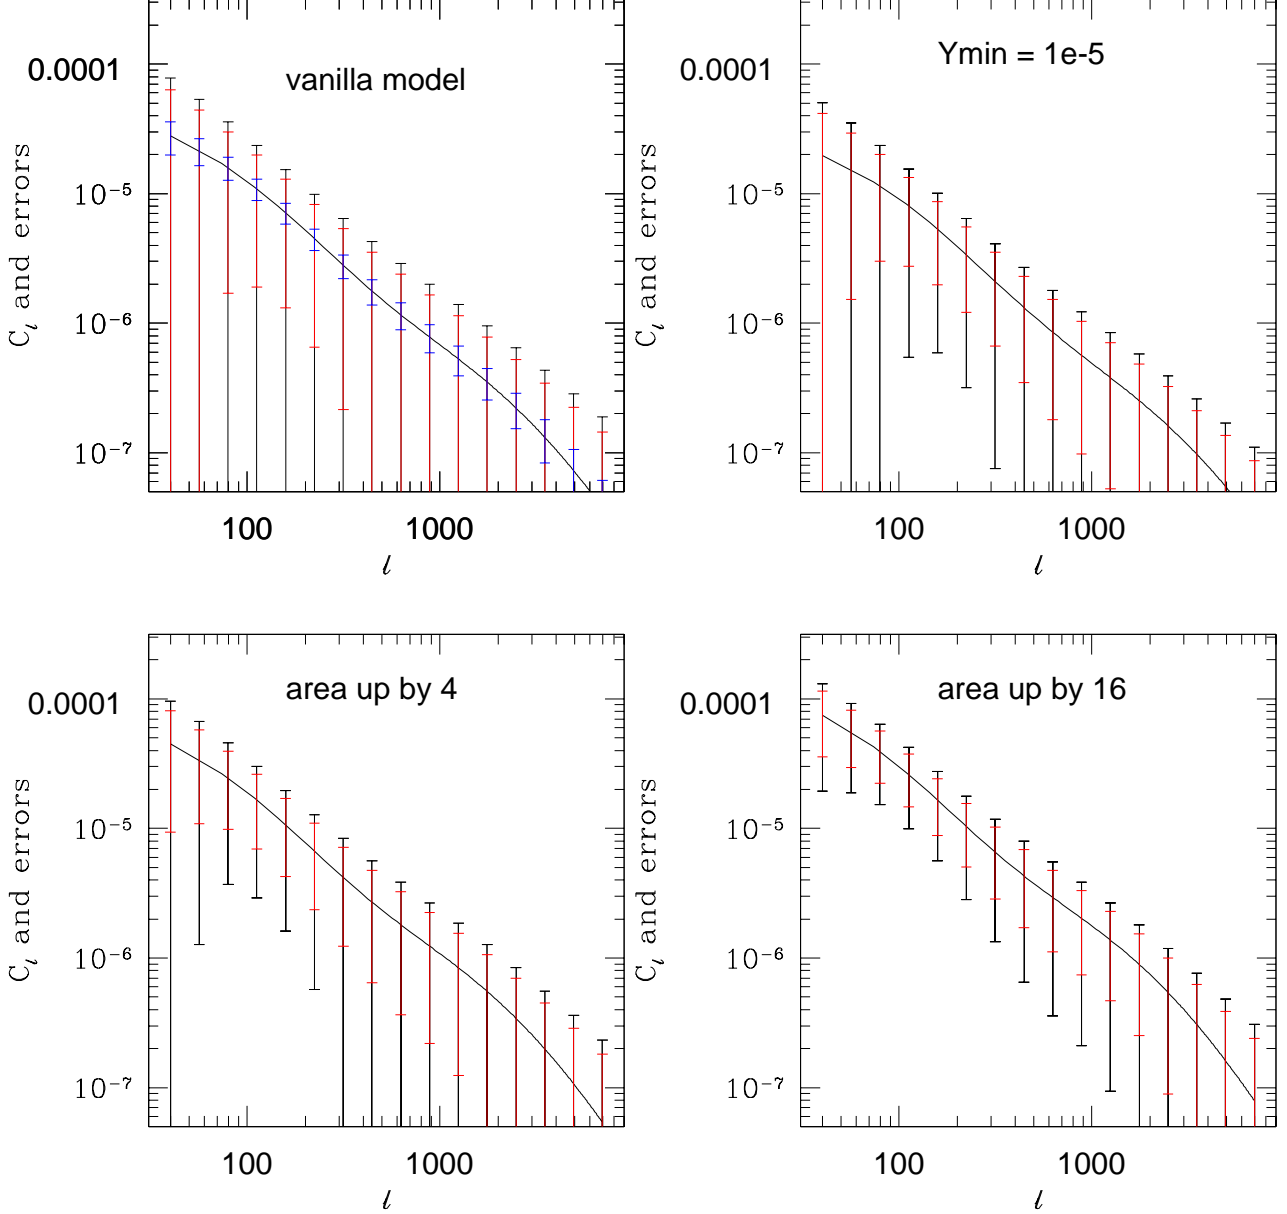 vanilla model
0.0001
10⁻⁵
10⁻⁶
10⁻⁷
C_ℓ and errors
100 1000
ℓ
Ymin = 1e-5
0.0001
10⁻⁵
10⁻⁶
10⁻⁷
C_ℓ and errors
100 1000
ℓ
area up by 4
0.0001
10⁻⁵
10⁻⁶
10⁻⁷
C_ℓ and errors
100 1000
ℓ
area up by 16
0.0001
10⁻⁵
10⁻⁶
10⁻⁷
C_ℓ and errors
100 1000
ℓ